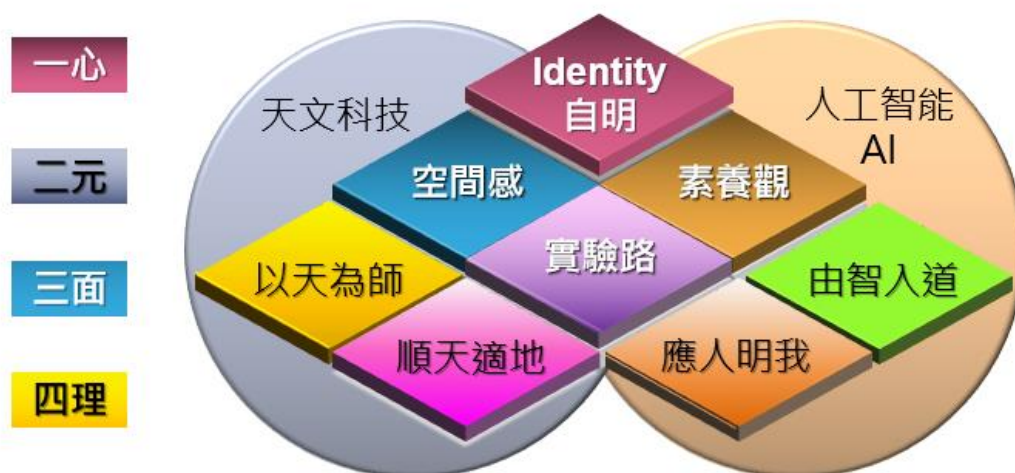 一心
二元
三面
四理
天文科技
Identity
自明
人工智能
AI
空間感
素養觀
實驗路
以天為師
由智入道
順天適地
應人明我